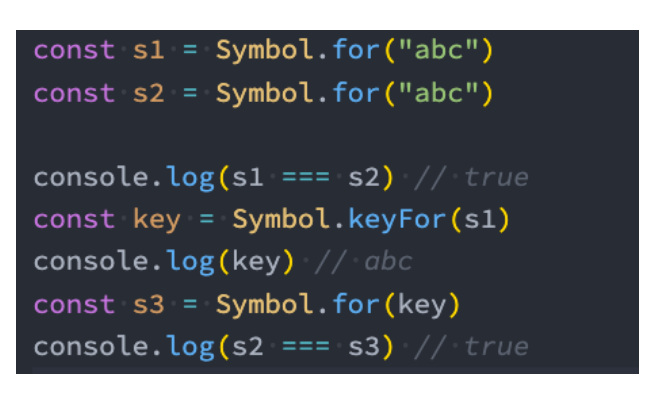 const s1 = Symbol.for("abc")
const s2 = Symbol.for("abc")
console.log(s1 === s2) // true
const key = Symbol.keyFor(s1)
console.log(key) // abc
const s3 = Symbol.for(key)
console.log(s2 === s3) // true